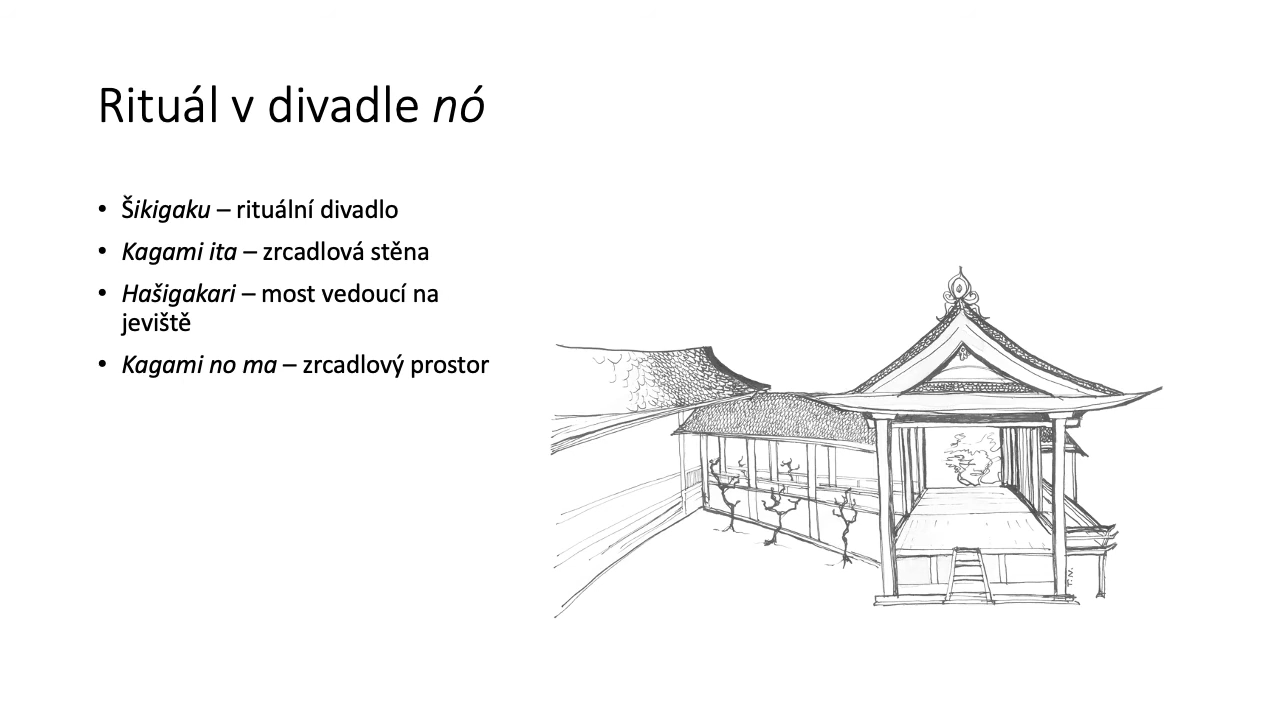 Rituál v divadle nó
• Šikigaku – rituální divadlo
• Kagami ita – zrcadlová stěna
• Hašigakari – most vedoucí na
jeviště
• Kagami no ma – zrcadlový prostor